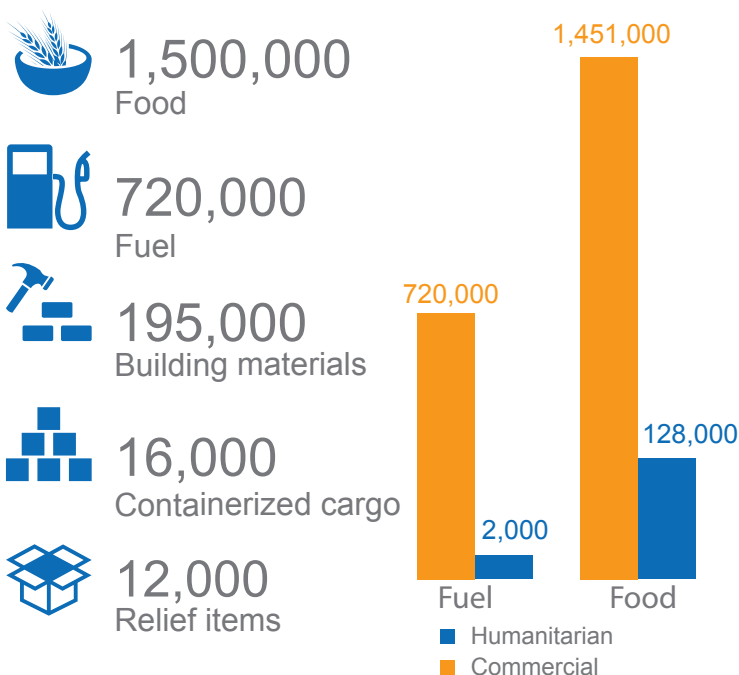 1,500,000
Food
720,000
Fuel
195,000
Building materials
16,000
Containerized cargo
12,000
Relief items
1,451,000
720,000
128,000
2,000
Fuel
Food
Humanitarian
Commercial